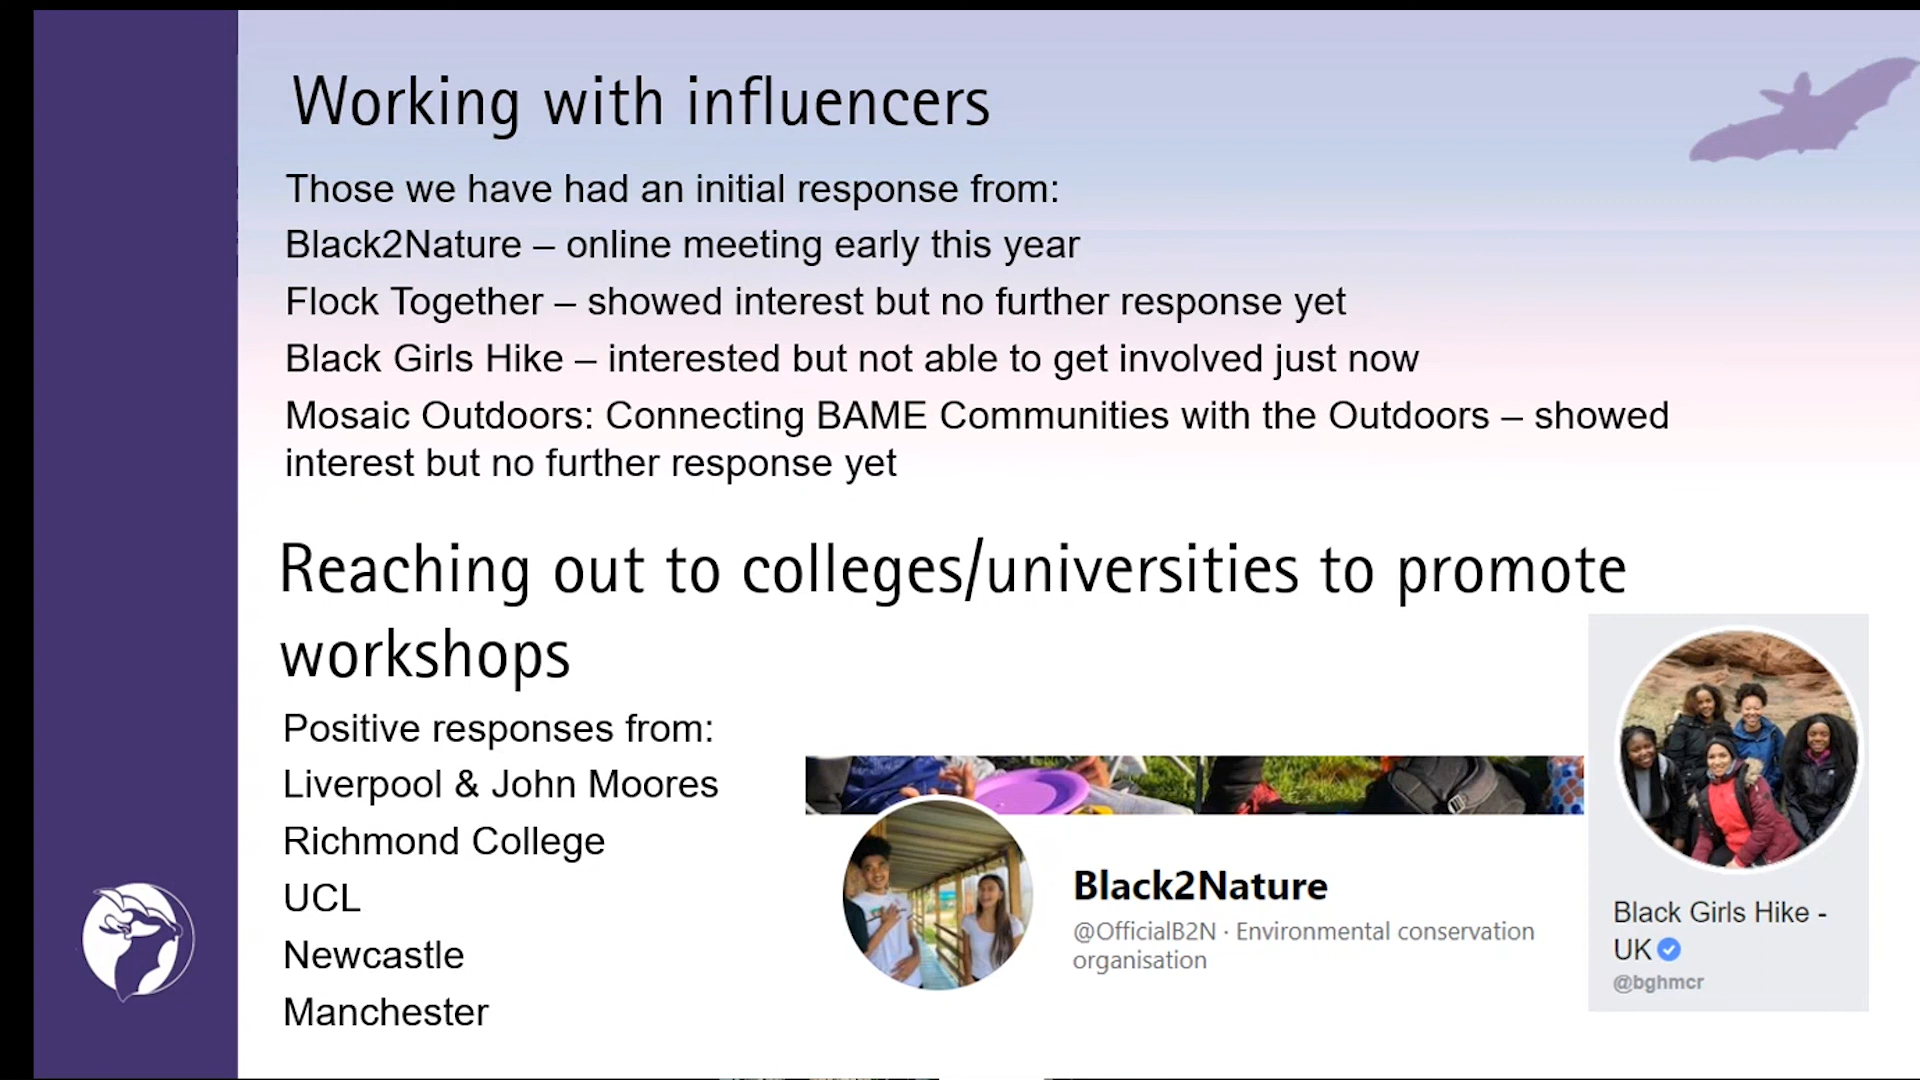 Working with influencers
Those we have had an initial response from:
Black2Nature – online meeting early this year
Flock Together – showed interest but no further response yet
Black Girls Hike – interested but not able to get involved just now
Mosaic Outdoors: Connecting BAME Communities with the Outdoors – showed
interest but no further response yet
Reaching out to colleges/universities to promote
workshops
Positive responses from:
Liverpool & John Moores
Richmond College
UCL
Newcastle
Manchester
Black2Nature
@OfficialB2N · Environmental conservation
organisation
Black Girls Hike -
UK
@bghmcr